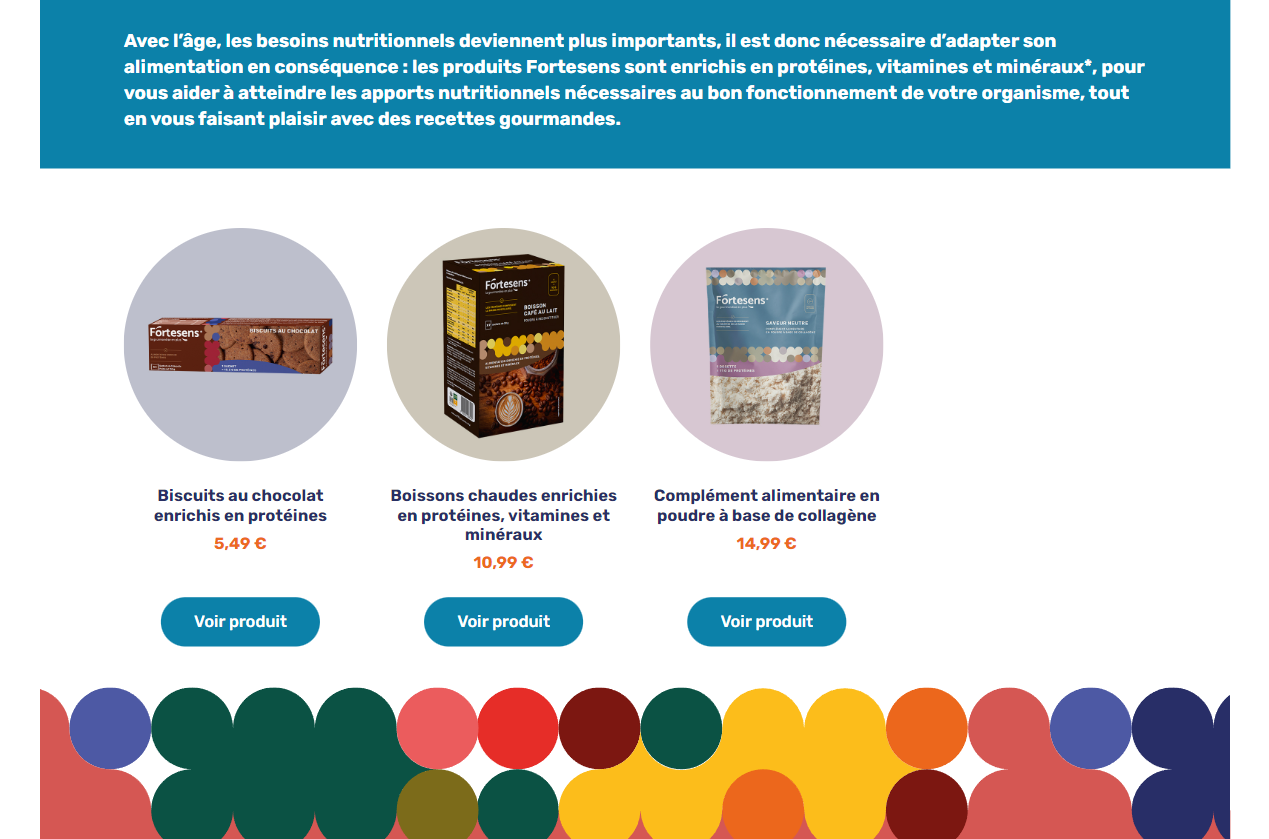 Avec l’âge, les besoins nutritionnels deviennent plus importants, il est donc nécessaire d’adapter son
alimentation en conséquence : les produits Fortesens sont enrichis en protéines, vitamines et minéraux*, pour
vous aider à atteindre les apports nutritionnels nécessaires au bon fonctionnement de votre organisme, tout
en vous faisant plaisir avec des recettes gourmandes.
Fortesens
BISCUITS AU CHOCOLAT
Fortesens
BOISSON
CAFÉ AU LAIT
Fortesens
SAVEUR NEUTRE
Biscuits au chocolat
enrichis en protéines
5,49 €
Voir produit
Boissons chaudes enrichies
en protéines, vitamines et
minéraux
10,99 €
Voir produit
Complément alimentaire en
poudre à base de collagène
14,99 €
Voir produit